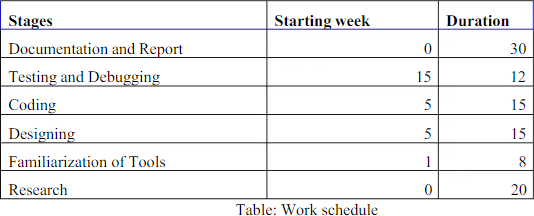 Stages Starting week Duration
Documentation and Report 0 30
Testing and Debugging 15 12
Coding 5 15
Designing 5 15
Familiarization of Tools 1 8
Research 0 20
Table: Work schedule